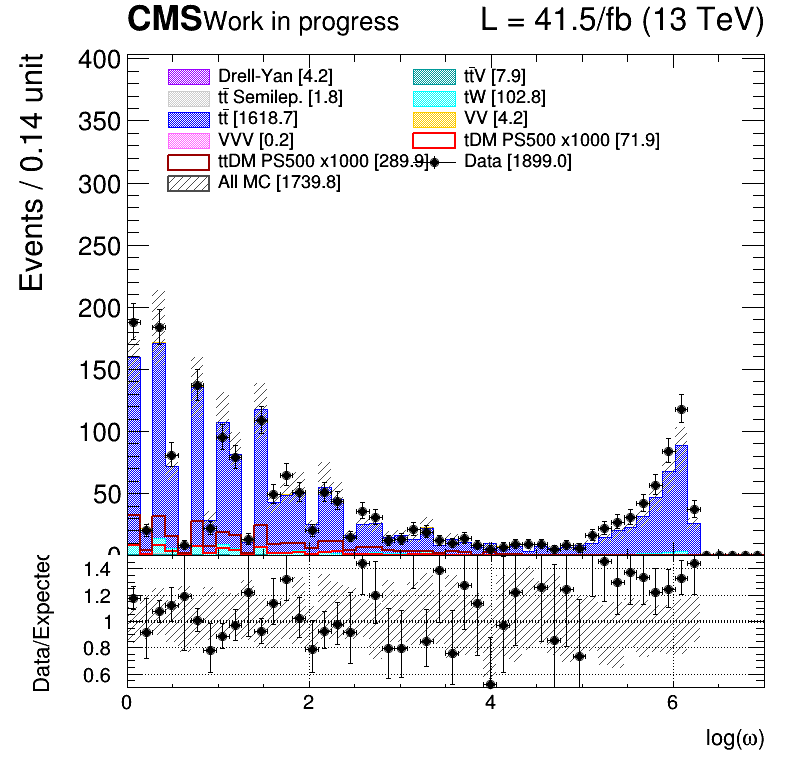 CMS Work in progress L = 41.5/fb (13 TeV)
Events / 0.14 unit
400
350
300
250
200
150
100
50
0
Drell-Yan [4.2] tt̄V [7.9]
tt̄ Semilep. [1.8] tW [102.8]
tt̄ [1618.7] VV [4.2]
VVV [0.2] tDM PS500 x1000 [71.9]
ttDM PS500 x1000 [289.9] Data [1899.0]
All MC [1739.8]
Data/Expected
1.4
1.2
1
0.8
0.6
0 2 4 6
log(ω)